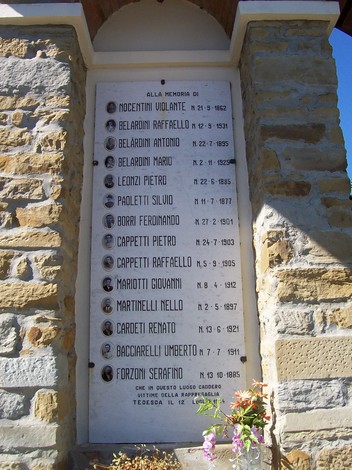 ALLA MEMORIA DI
NOCENTINI VIOLANTE N. 21-9-1862
BELARDINI RAFFAELLO N. 12-9-1931
BELARDINI ANTONIO N. 22-7-1895
BELARDINI MARIO N. 2-11-1925
LEONZI PIETRO N. 22-6-1885
PAOLETTI SILVIO N. 11-7-1877
BORRI FERDINANDO N. 27-2-1901
CAPPETTI PIETRO N. 24-7-1903
CAPPETTI RAFFAELLO N. 5-9-1905
MARIOTTI GIOVANNI N. 8-4-1912
MARTINELLI NELLO N. 2-5-1897
CARDETI RENATO N. 13-6-1921
BACCIARELLI UMBERTO N. 7-7-1911
FORZONI SERAFINO N. 13-10-1885
CHE IN QUESTO LUOGO CADDERO
VITTIME DELLA RAPPRESAGLIA
TEDESCA IL 12